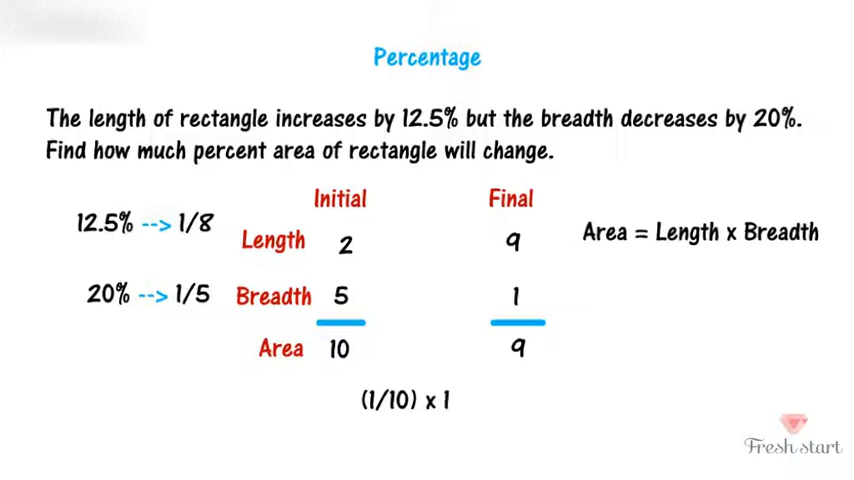 Percentage
The length of rectangle increases by 12.5% but the breadth decreases by 20%.
Find how much percent area of rectangle will change.
Initial Final
12.5% --> 1/8
Length 2 9
Area = Length x Breadth
20% --> 1/5
Breadth 5 1
Area 10 9
(1/10) x 1
Fresh start